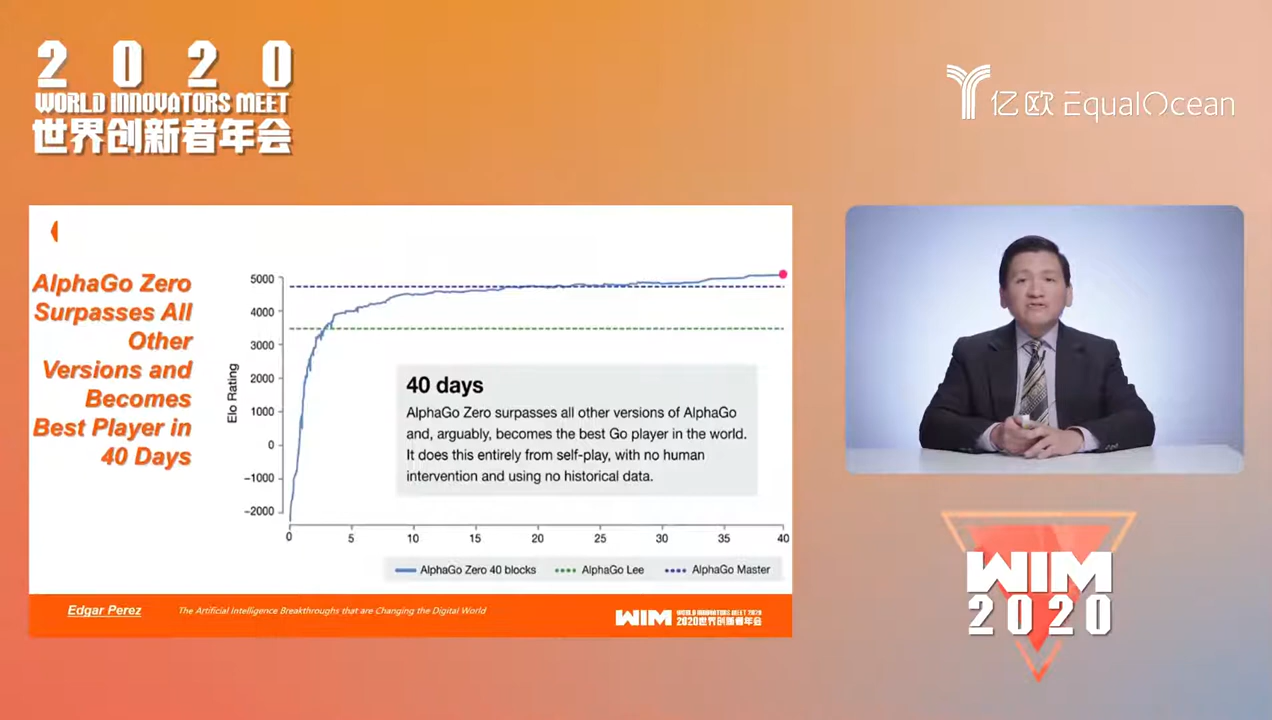 2020
WORLD INNOVATORS MEET
世界创新者年会
亿欧 EqualOcean
AlphaGo Zero
Surpasses All
Other
Versions and
Becomes
Best Player in
40 Days
Elo Rating
5000
4000
3000
2000
1000
0
−1000
−2000
0 5 10 15 20 25 30 35 40
40 days
AlphaGo Zero surpasses all other versions of AlphaGo
and, arguably, becomes the best Go player in the world.
It does this entirely from self-play, with no human
intervention and using no historical data.
AlphaGo Zero 40 blocks AlphaGo Lee AlphaGo Master
Edgar Perez The Artificial Intelligence Breakthroughs that are Changing the Digital World
WIM WORLD INNOVATORS MEET 2020
2020世界创新者年会
WIM
2020